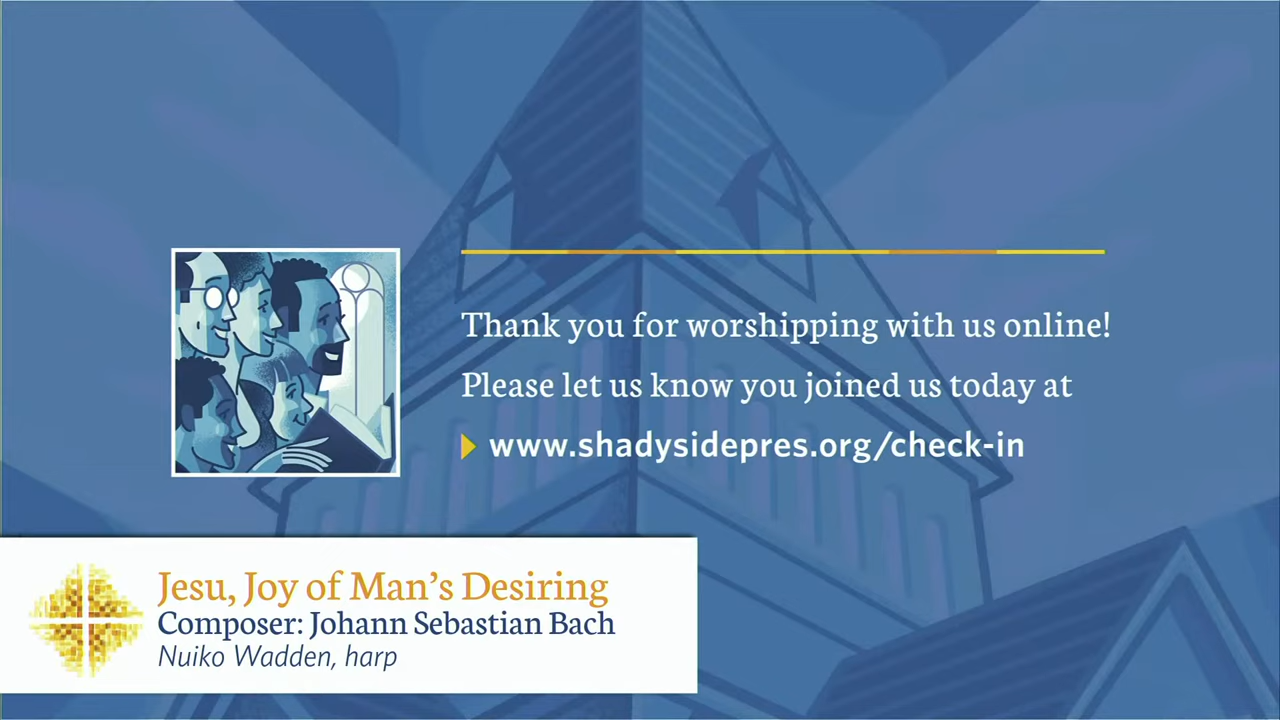 Thank you for worshipping with us online!
Please let us know you joined us today at
www.shadysidepres.org/check-in
Jesu, Joy of Man’s Desiring
Composer: Johann Sebastian Bach
Nuiko Wadden, harp